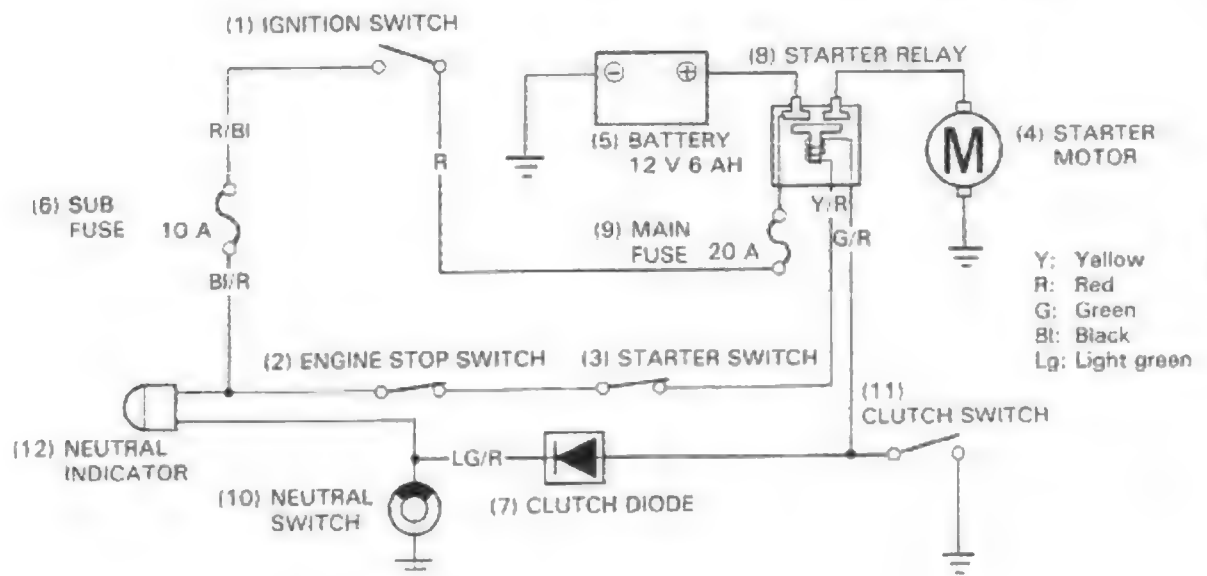 (1) IGNITION SWITCH
(8) STARTER RELAY
(5) BATTERY
12 V 6 AH
M
(4) STARTER
MOTOR
R/Bl
R
(6) SUB
FUSE
10 A
Y/R
G/R
(9) MAIN
FUSE
20 A
Bl/R
Y: Yellow
R: Red
G: Green
Bl: Black
Lg: Light green
(2) ENGINE STOP SWITCH
(3) STARTER SWITCH
(11)
CLUTCH SWITCH
(12) NEUTRAL
INDICATOR
LG/R
(7) CLUTCH DIODE
(10) NEUTRAL
SWITCH